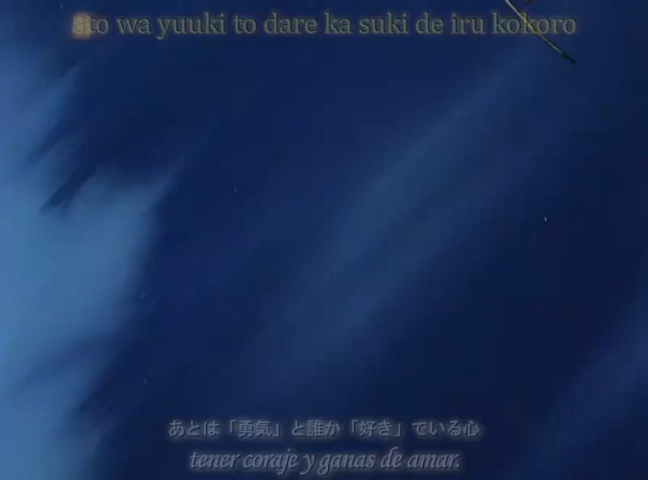 ato wa yuuki to dare ka suki de iru kokoro
あとは「勇気」と誰か「好き」でいる心
tener coraje y ganas de amar.